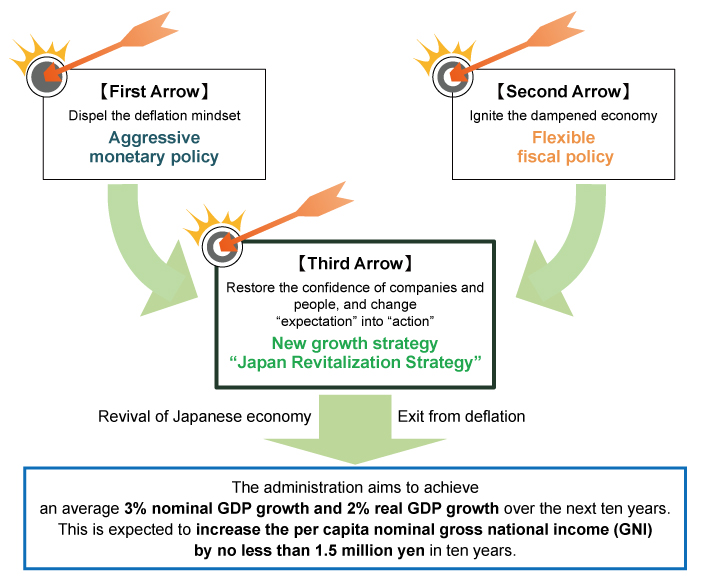 【First Arrow】
Dispel the deflation mindset
Aggressive
monetary policy
【Second Arrow】
Ignite the dampened economy
Flexible
fiscal policy
【Third Arrow】
Restore the confidence of companies and
people, and change
“expectation” into “action”
New growth strategy
“Japan Revitalization Strategy”
Revival of Japanese economy
Exit from deflation
The administration aims to achieve
an average 3% nominal GDP growth and 2% real GDP growth over the next ten years.
This is expected to increase the per capita nominal gross national income (GNI)
by no less than 1.5 million yen in ten years.